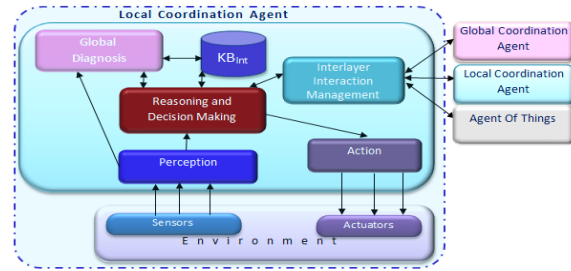 Local Coordination Agent
Global
Diagnosis
KBInt
Interlayer
Interaction
Management
Global Coordination
Agent
Local Coordination
Agent
Agent Of Things
Reasoning and
Decision Making
Perception
Action
Sensors
Actuators
Environment